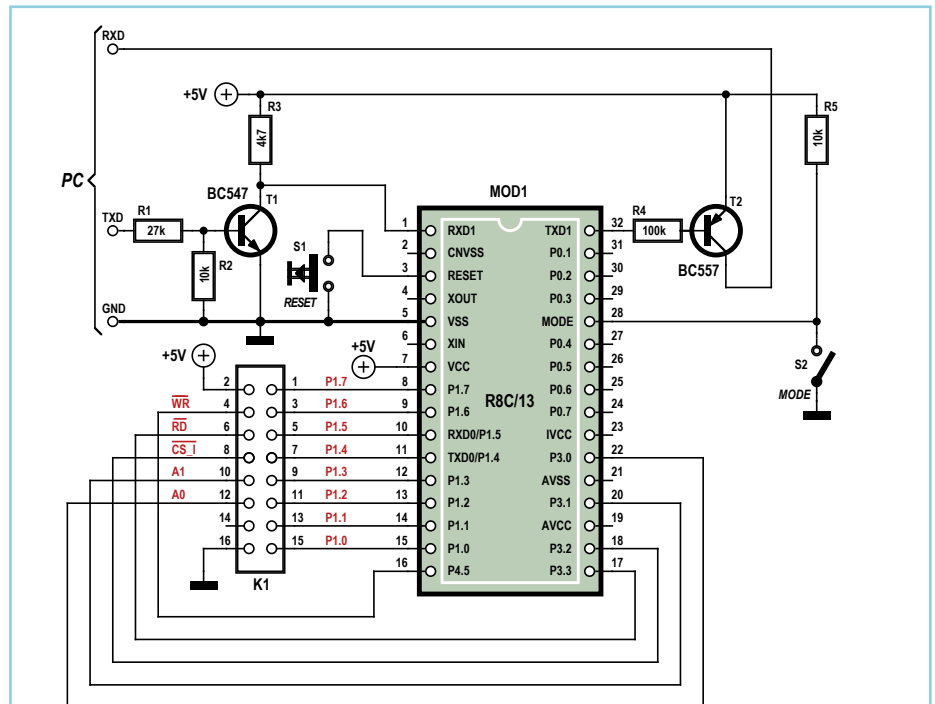 RXD
+5V
R3
4k7
R5
10k
PC
BC547
T1
MOD1
T2
TXD
R1
27k
R2
10k
S1
RESET
R4
100k
BC557
GND
1 RXD1 TXD1 32
2 CNVSS P0.1 31
3 RESET P0.2 30
4 XOUT P0.3 29
5 VSS MODE 28
6 XIN P0.4 27
7 VCC P0.5 26
8 P1.7 P0.6 25
9 P1.6 P0.7 24
10 RXD0/P1.5 IVCC 23
11 TXD0/P1.4 P3.0 22
12 P1.3 AVSS 21
13 P1.2 P3.1 20
14 P1.1 AVCC 19
15 P1.0 P3.2 18
16 P4.5 P3.3 17
R8C/13
S2
MODE
+5V
+5V
2 1 P1.7
WR 4 3 P1.6
RD 6 5 P1.5
CS_I 8 7 P1.4
A1 10 9 P1.3
A0 12 11 P1.2
14 13 P1.1
16 15 P1.0
K1